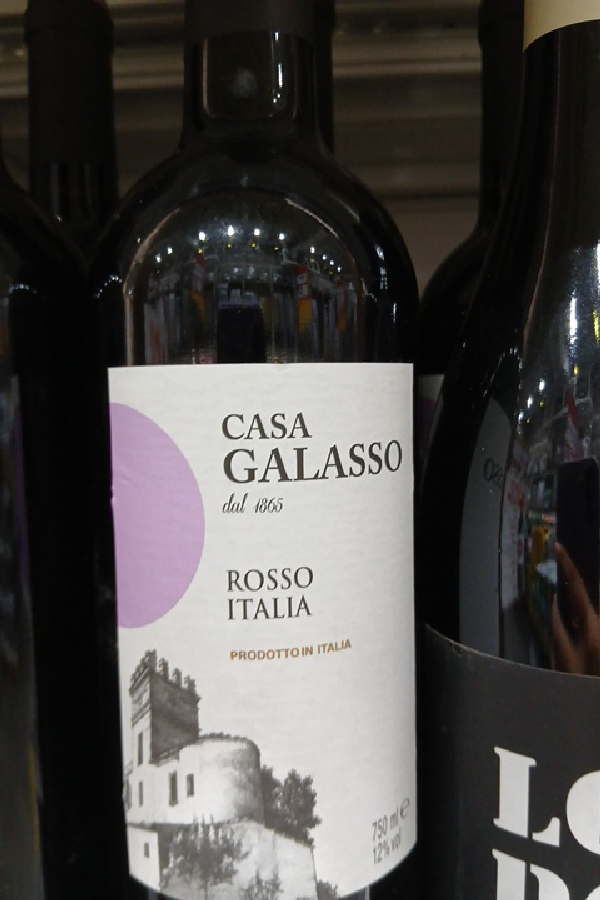 CASA
GALASSO
dal 1865
ROSSO
ITALIA
PRODOTTO IN ITALIA
750 ml e
12% vol